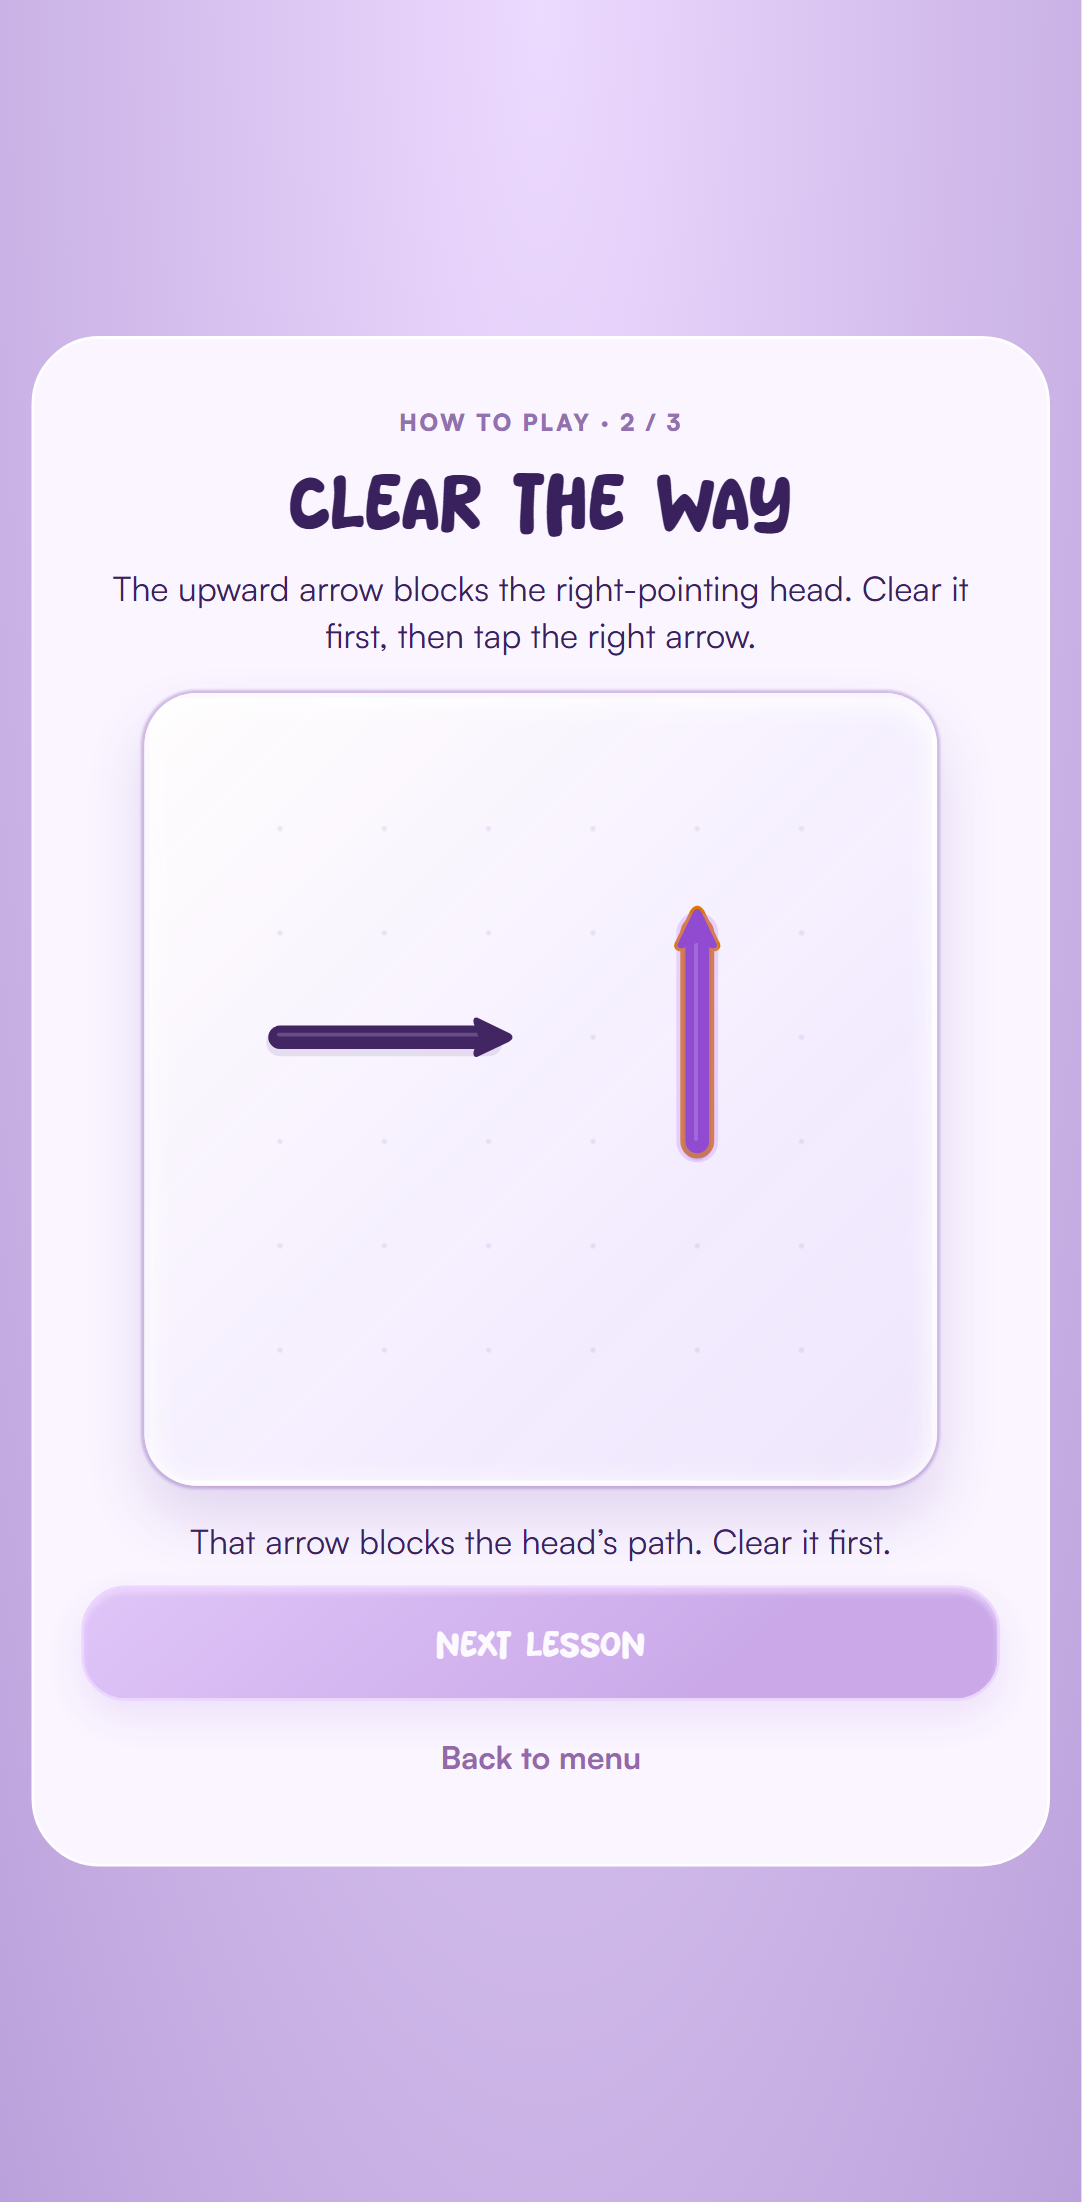 HOW TO PLAY · 2 / 3
CLEAR THE WAY
The upward arrow blocks the right-pointing head. Clear it
first, then tap the right arrow.
That arrow blocks the head’s path. Clear it first.
NEXT LESSON
Back to menu